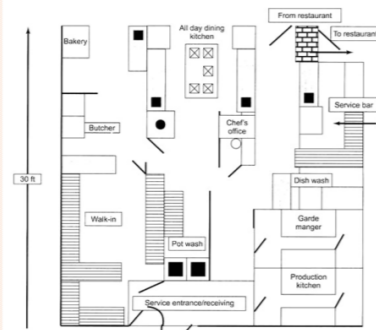 From restaurant
Bakery
All day dining
kitchen
To restaurant
Service bar
Butcher
Chef's
office
30 ft
Dish wash
Walk-in
Garde
manger
Pot wash
Production
kitchen
Service entrance/receiving